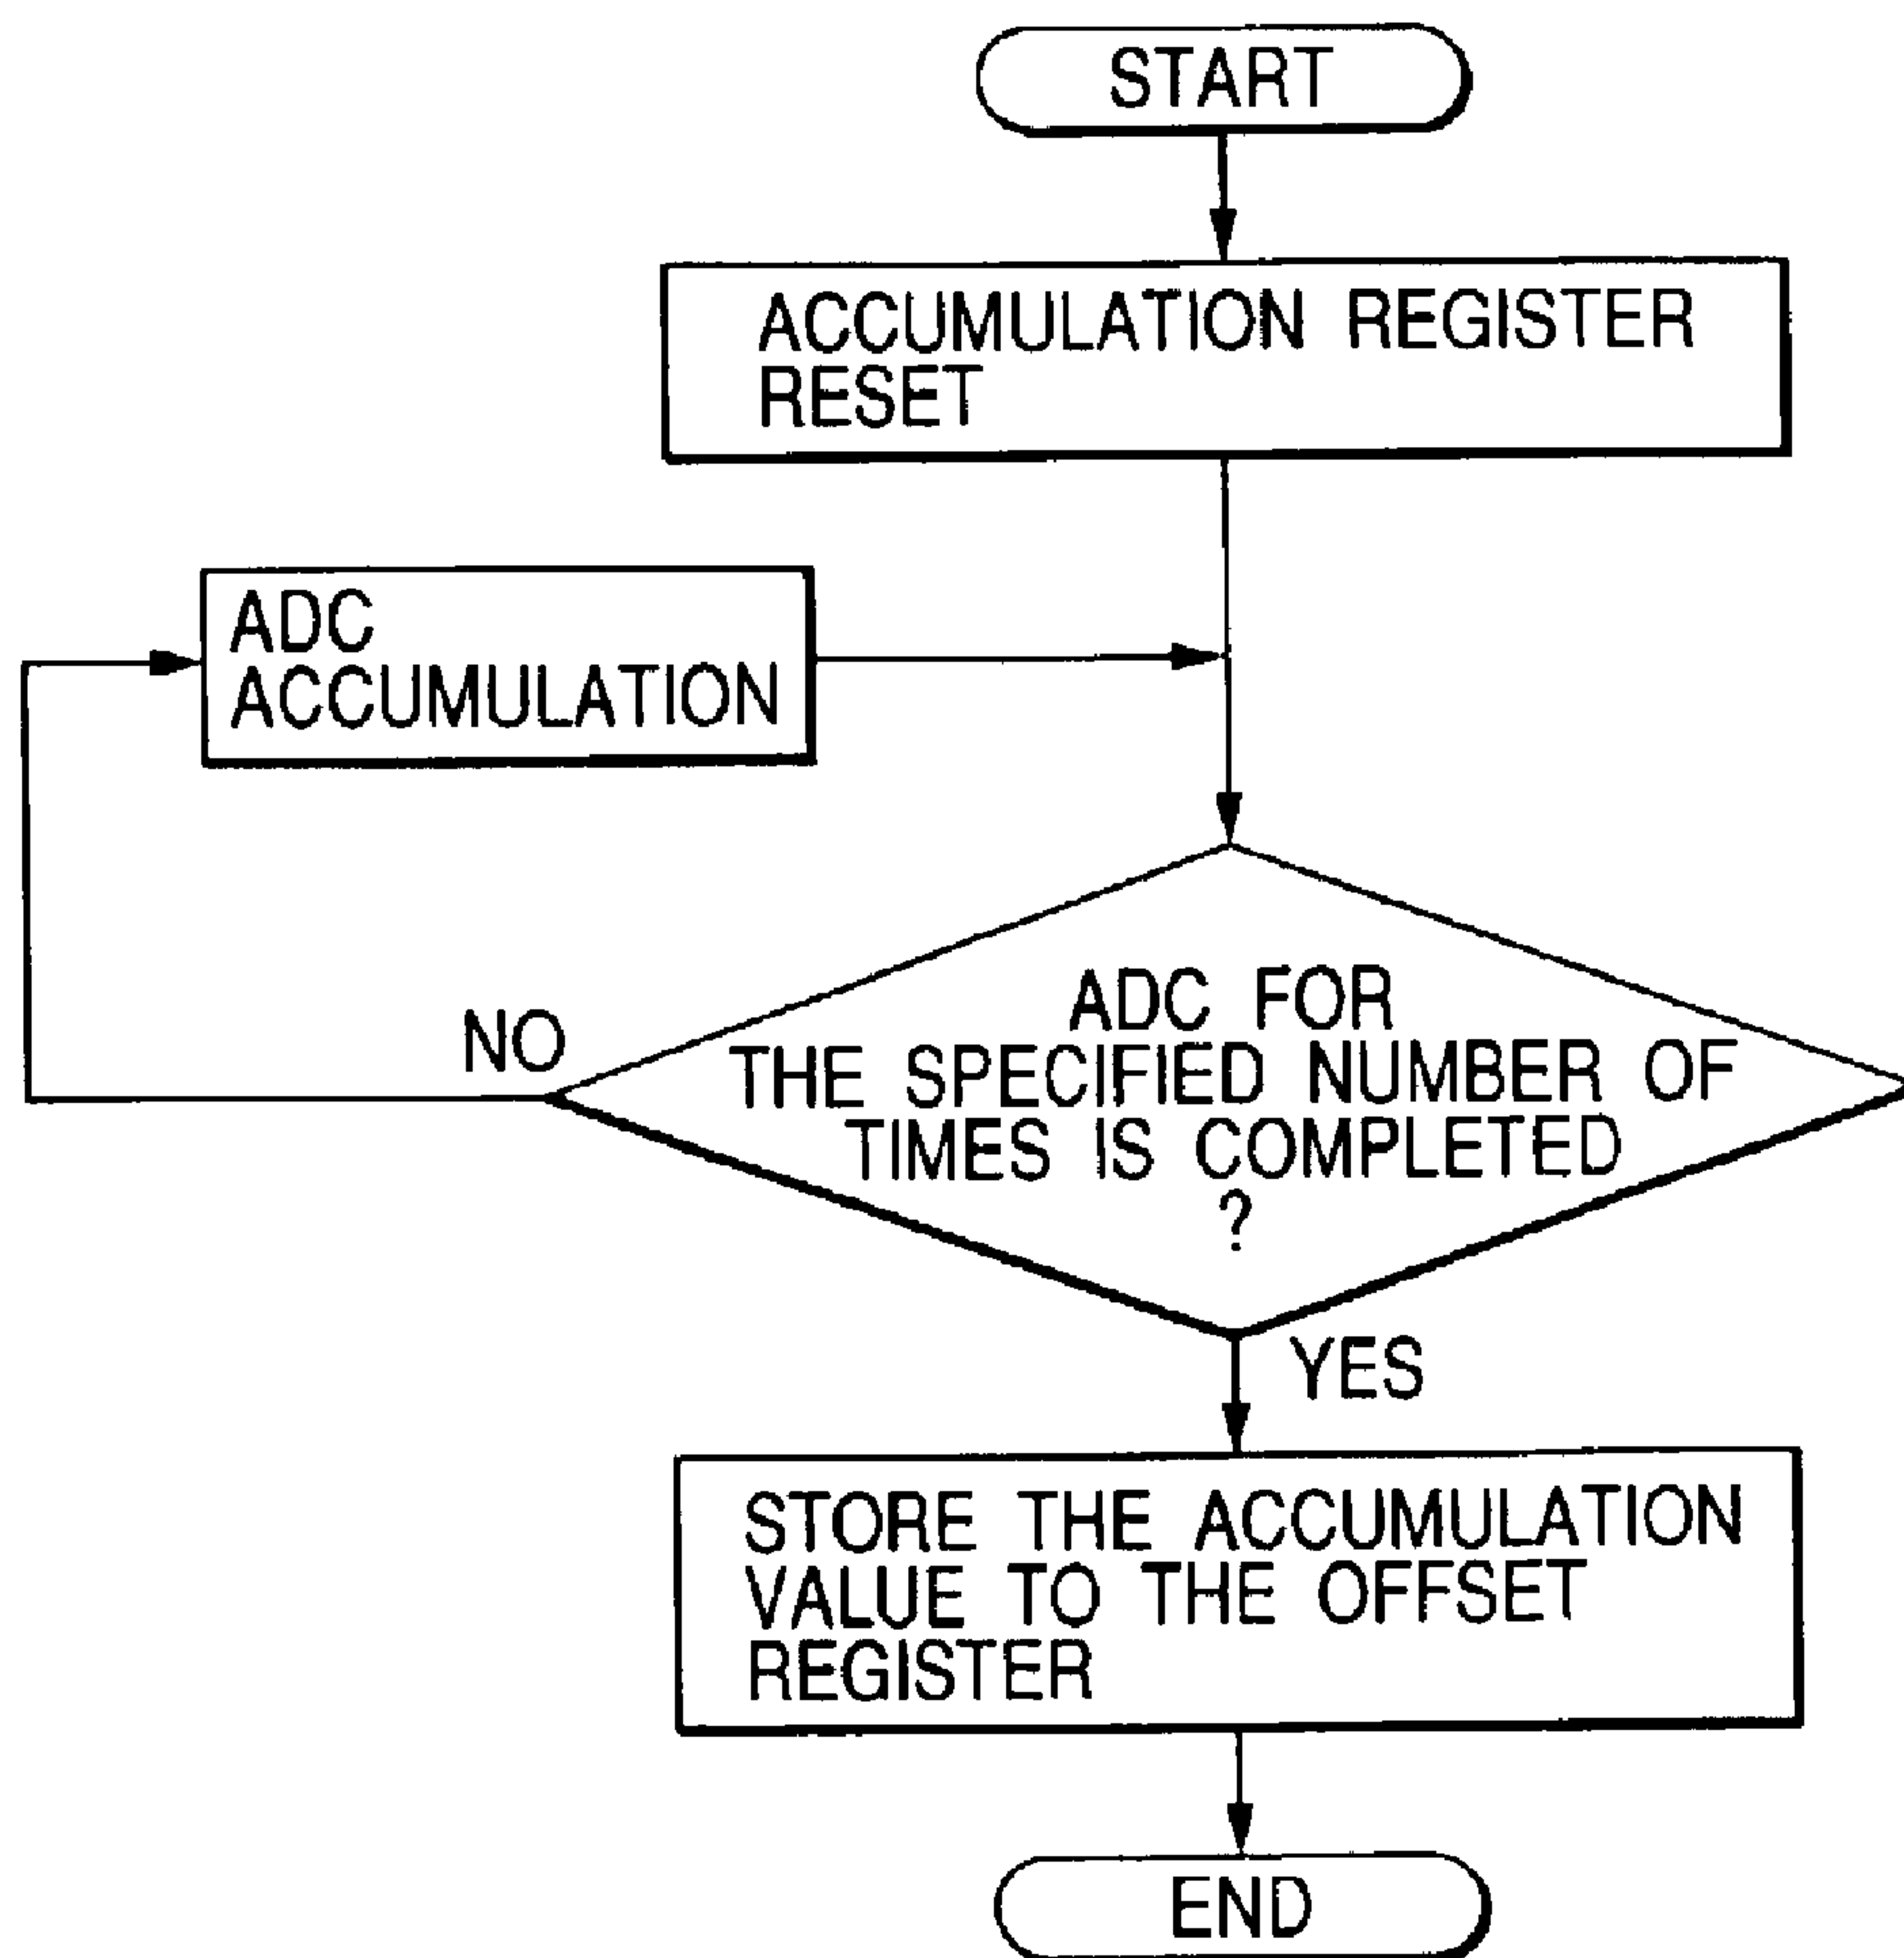 START
ACCUMULATION REGISTER
RESET
ADC
ACCUMULATION
NO
ADC FOR
THE SPECIFIED NUMBER OF
TIMES IS COMPLETED
?
YES
STORE THE ACCUMULATION
VALUE TO THE OFFSET
REGISTER
END